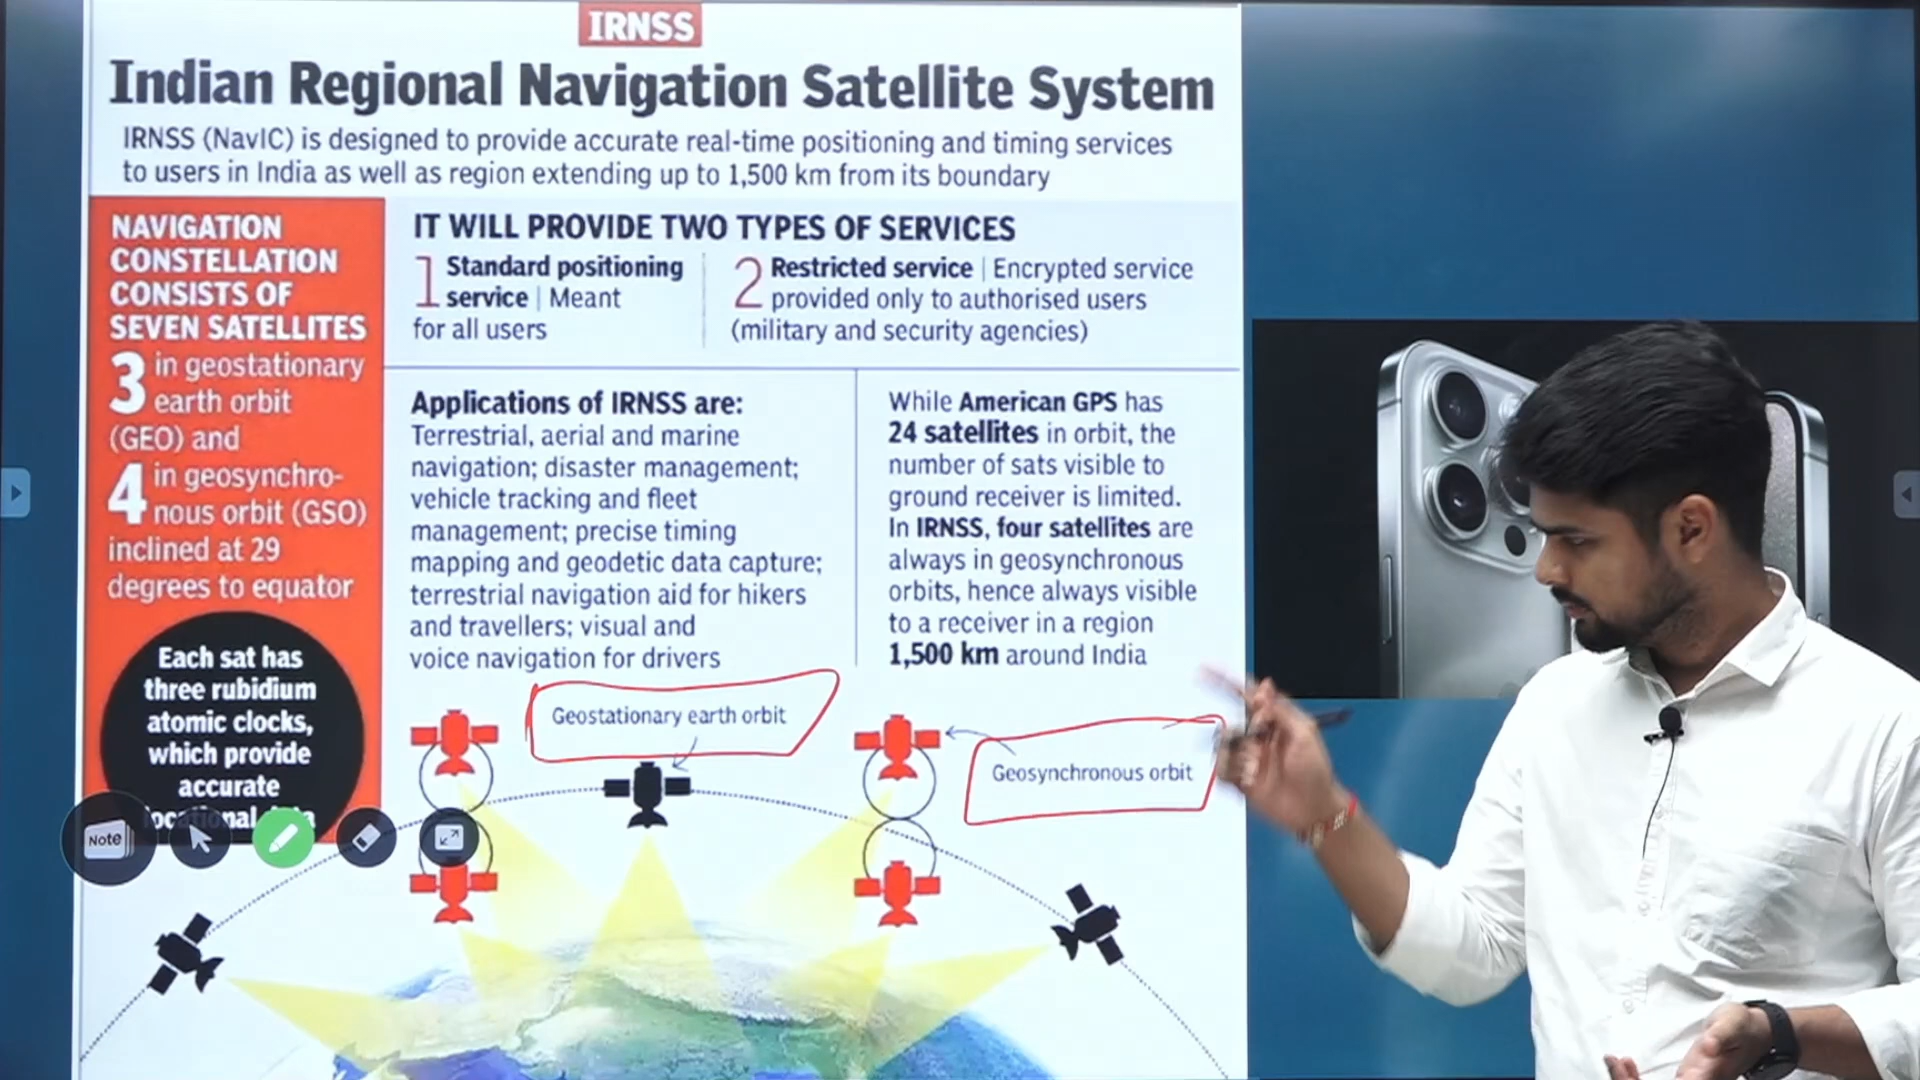 IRNSS
Indian Regional Navigation Satellite System
IRNSS (NavIC) is designed to provide accurate real-time positioning and timing services
to users in India as well as region extending up to 1,500 km from its boundary
NAVIGATION
CONSTELLATION
CONSISTS OF
SEVEN SATELLITES
3 in geostationary
earth orbit
(GEO) and
4 in geosynchro-
nous orbit (GSO)
inclined at 29
degrees to equator
Each sat has
three rubidium
atomic clocks,
which provide
accurate
IT WILL PROVIDE TWO TYPES OF SERVICES
1 Standard positioning
service | Meant
for all users
2 Restricted service | Encrypted service
provided only to authorised users
(military and security agencies)
Applications of IRNSS are:
Terrestrial, aerial and marine
navigation; disaster management;
vehicle tracking and fleet
management; precise timing
mapping and geodetic data capture;
terrestrial navigation aid for hikers
and travellers; visual and
voice navigation for drivers
While American GPS has
24 satellites in orbit, the
number of sats visible to
ground receiver is limited.
In IRNSS, four satellites are
always in geosynchronous
orbits, hence always visible
to a receiver in a region
1,500 km around India
Geostationary earth orbit
Geosynchronous orbit
Note